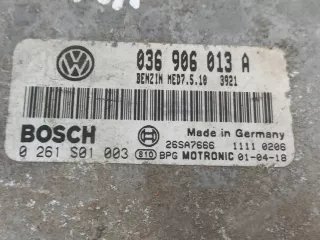 036 906 013 A
BENZIN MED7.5.10 3921
BOSCH
Made in Germany
26SA7666 1111 0206
0 261 S01 003 810 BPG MOTRONIC 01-04-18